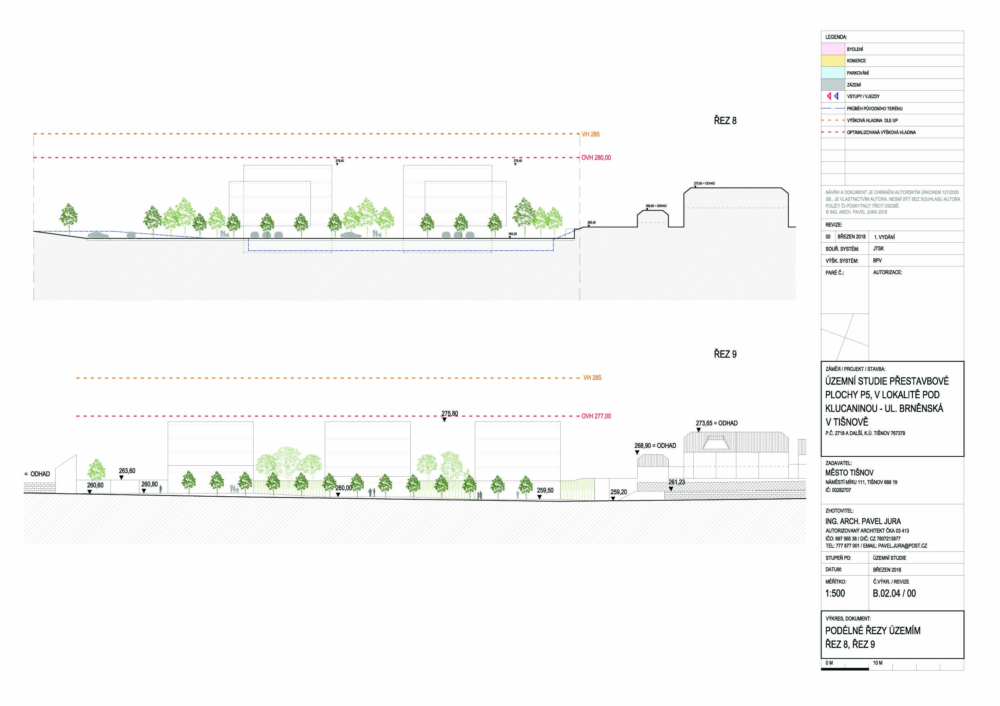 ŘEZ 8
VH 285
OVH 280,00
278,40
278,40
273,65 = ODHAD
268,90 = ODHAD
265,40
263,00
ŘEZ 9
VH 285
OVH 277,00
275,80
273,65 = ODHAD
268,90 = ODHAD
= ODHAD
263,60
260,60
260,80
260,00
259,50
259,20
261,23
LEGENDA:
BYDLENÍ
KOMERCE
PARKOVÁNÍ
ZÁZEMÍ
VSTUPY / VJEZDY
PRŮBĚH PŮVODNÍHO TERÉNU
VÝŠKOVÁ HLADINA DLE UP
OPTIMALIZOVANÁ VÝŠKOVÁ HLADINA
NÁVRH A DOKUMENT JE CHRÁNĚN AUTORSKÝM ZÁKONEM 121/2000
SB., JE VLASTNICTVÍM AUTORA. NESMÍ BÝT BEZ SOUHLASU AUTORA
POUŽIT ČI POSKYTNUT TŘETÍ OSOBĚ.
© ING. ARCH. PAVEL JURA 2018
REVIZE:
00 BŘEZEN 2018 1. VYDÁNÍ
SOUŘ. SYSTÉM: JTSK
VÝŠK. SYSTÉM: BPV
PARÉ Č.: AUTORIZACE:
ZÁMĚR / PROJEKT / STAVBA:
ÚZEMNÍ STUDIE PŘESTAVBOVÉ
PLOCHY P5, V LOKALITĚ POD
KLUCANINOU - UL. BRNĚNSKÁ
V TIŠNOVĚ
P.Č. 2718 A DALŠÍ, K.Ú. TIŠNOV 767379
ZADAVATEL:
MĚSTO TIŠNOV
NÁMĚSTÍ MÍRU 111, TIŠNOV 666 19
IČ: 00282707
ZHOTOVITEL:
ING. ARCH. PAVEL JURA
AUTORIZOVANÝ ARCHITEKT ČKA 03 413
IČO: 697 565 38 / DIČ: CZ 7607213977
TEL: 777 877 001 / EMAIL: PAVEL.JURA@POST.CZ
STUPEŇ PD: ÚZEMNÍ STUDIE
DATUM: BŘEZEN 2018
MĚŘÍTKO: Č.VÝKR. / REVIZE
1:500 B.02.04 / 00
VÝKRES, DOKUMENT:
PODÉLNÉ ŘEZY ÚZEMÍM
ŘEZ 8, ŘEZ 9
0 M 10 M